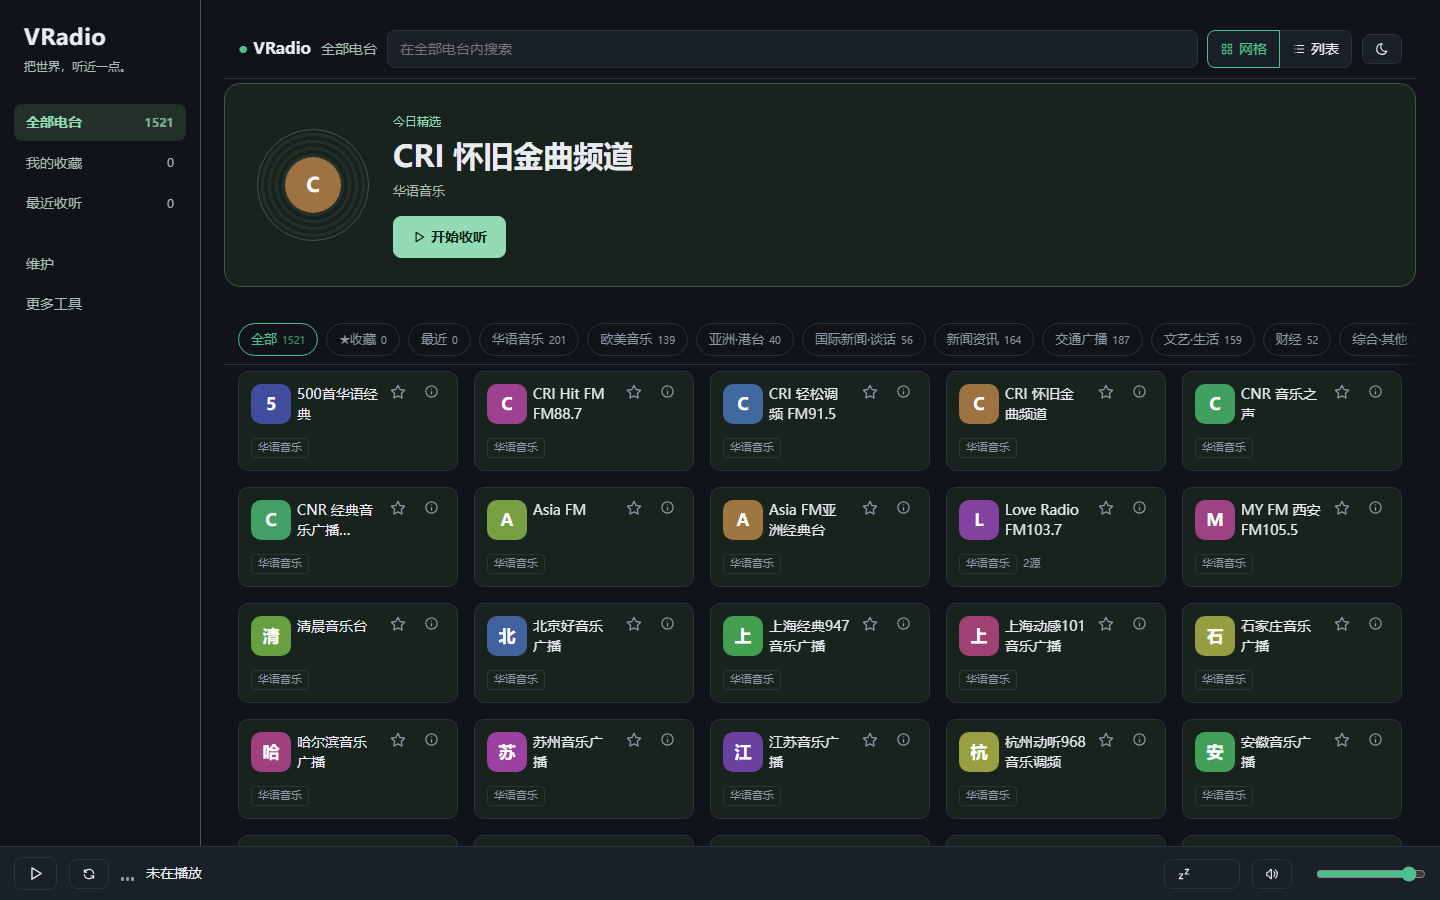 VRadio
把世界，听近一点。
全部电台 1521
我的收藏 0
最近收听 0
维护
更多工具
VRadio 全部电台 在全部电台内搜索 网格 列表
C
今日精选
CRI 怀旧金曲频道
华语音乐
开始收听
全部 1521 ★收藏 0 最近 0 华语音乐 201 欧美音乐 139 亚洲·港台 40 国际新闻·谈话 56 新闻资讯 164 交通广播 187 文艺·生活 159 财经 52 综合·其他
5 500首华语经典
华语音乐
C CRI Hit FM FM88.7
华语音乐
C CRI 轻松调频 FM91.5
华语音乐
C CRI 怀旧金曲频道
华语音乐
C CNR 音乐之声
华语音乐
C CNR 经典音乐广播...
华语音乐
A Asia FM
华语音乐
A Asia FM亚洲经典台
华语音乐
L Love Radio FM103.7
华语音乐 2源
M MY FM 西安 FM105.5
华语音乐
清 清晨音乐台
华语音乐
北 北京好音乐广播
华语音乐
上 上海经典947音乐广播
华语音乐
上 上海动感101音乐广播
华语音乐
石 石家庄音乐广播
华语音乐
哈 哈尔滨音乐广播
华语音乐
苏 苏州音乐广播
华语音乐
江 江苏音乐广播
华语音乐
杭 杭州动听968音乐调频
华语音乐
安 安徽音乐广播
华语音乐
... 未在播放
zZ